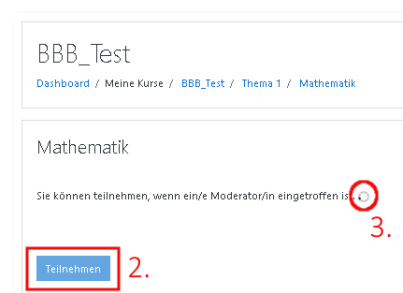 BBB_Test
Dashboard / Meine Kurse / BBB_Test / Thema 1 / Mathematik
Mathematik
Sie können teilnehmen, wenn ein/e Moderator/in eingetroffen ist.
3.
Teilnehmen 2.